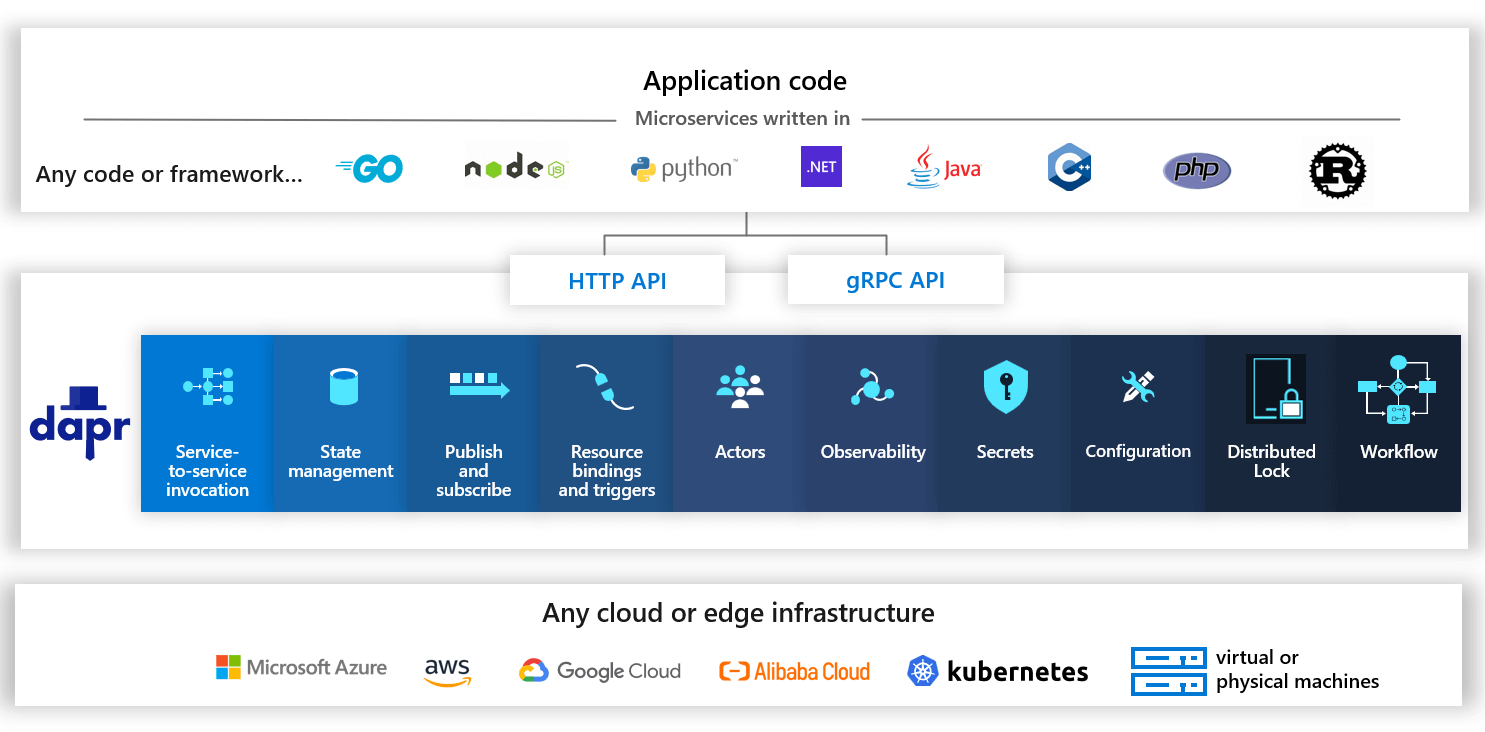 Application code
Microservices written in
Any code or framework...
GO
node JS
python™
.NET
Java
C++
php
R
HTTP API
gRPC API
dapr
Service-
to-service
invocation
State
management
Publish
and
subscribe
Resource
bindings
and triggers
Actors
Observability
Secrets
Configuration
Distributed
Lock
Workflow
Any cloud or edge infrastructure
Microsoft Azure
aws
Google Cloud
Alibaba Cloud
kubernetes
virtual or
physical machines